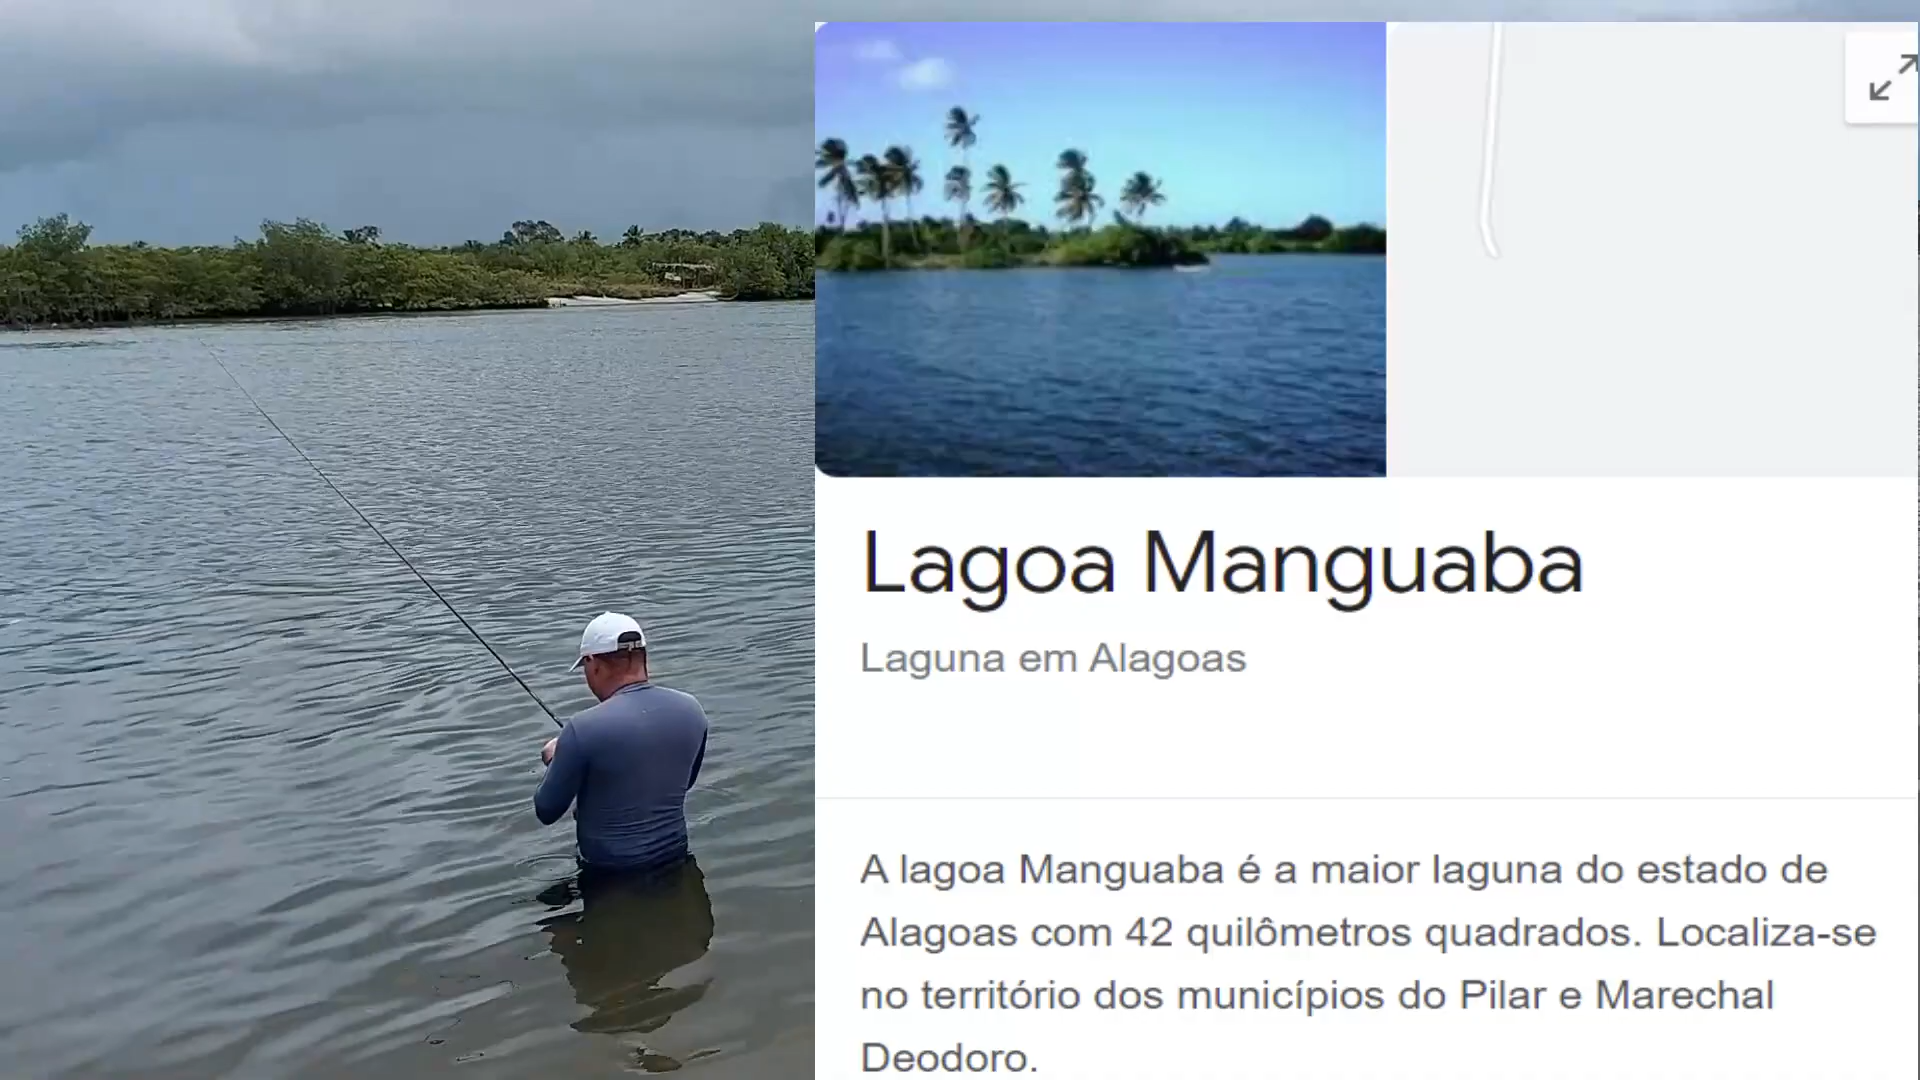 Lagoa Manguaba
Laguna em Alagoas
A lagoa Manguaba é a maior laguna do estado de
Alagoas com 42 quilômetros quadrados. Localiza-se
no território dos municípios do Pilar e Marechal
Deodoro.